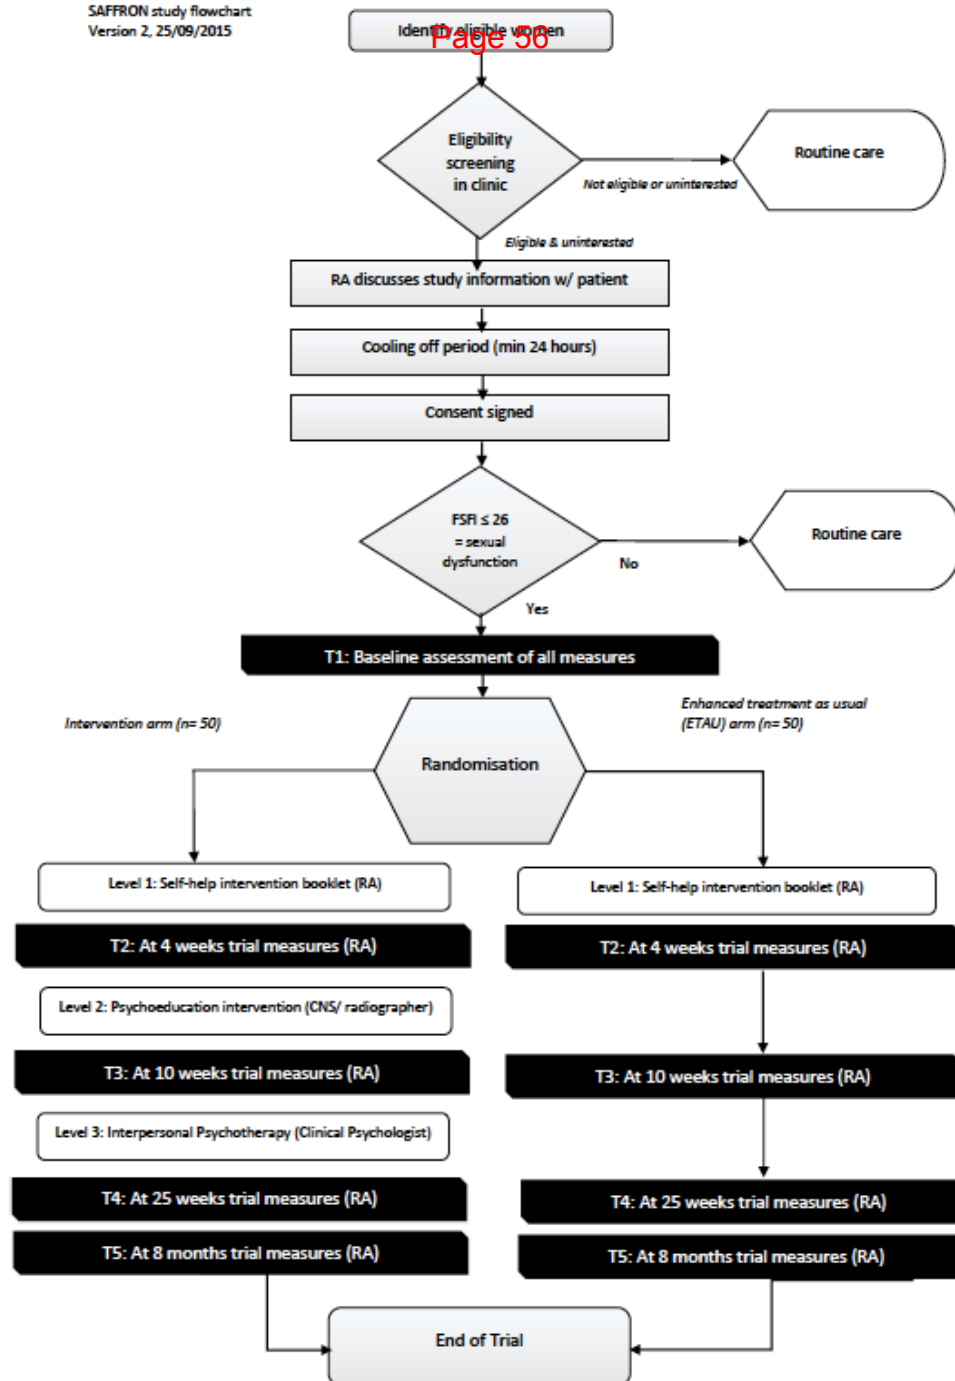 SAFFRON study flowchart
Version 2, 25/09/2015
Identify eligible women
Page 56
Eligibility
screening
in clinic
Routine care
Not eligible or uninterested
Eligible & uninterested
RA discusses study information w/ patient
Cooling off period (min 24 hours)
Consent signed
FSFI ≤ 26
= sexual
dysfunction
Routine care
No
Yes
T1: Baseline assessment of all measures
Intervention arm (n= 50)
Enhanced treatment as usual
(ETAU) arm (n= 50)
Randomisation
Level 1: Self-help intervention booklet (RA)
Level 1: Self-help intervention booklet (RA)
T2: At 4 weeks trial measures (RA)
T2: At 4 weeks trial measures (RA)
Level 2: Psychoeducation intervention (CNS/ radiographer)
T3: At 10 weeks trial measures (RA)
T3: At 10 weeks trial measures (RA)
Level 3: Interpersonal Psychotherapy (Clinical Psychologist)
T4: At 25 weeks trial measures (RA)
T4: At 25 weeks trial measures (RA)
T5: At 8 months trial measures (RA)
T5: At 8 months trial measures (RA)
End of Trial